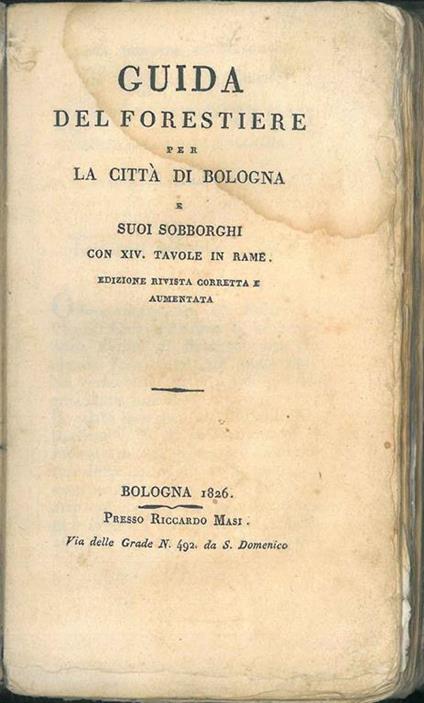 GUIDA
DEL FORESTIERE
PER
LA CITTÀ DI BOLOGNA
E
SUOI SOBBORGHI
CON XIV. TAVOLE IN RAME.
EDIZIONE RIVISTA CORRETTA E
AUMENTATA
BOLOGNA 1826.
PRESSO RICCARDO MASI.
Via delle Grade N. 492. da S. Domenico